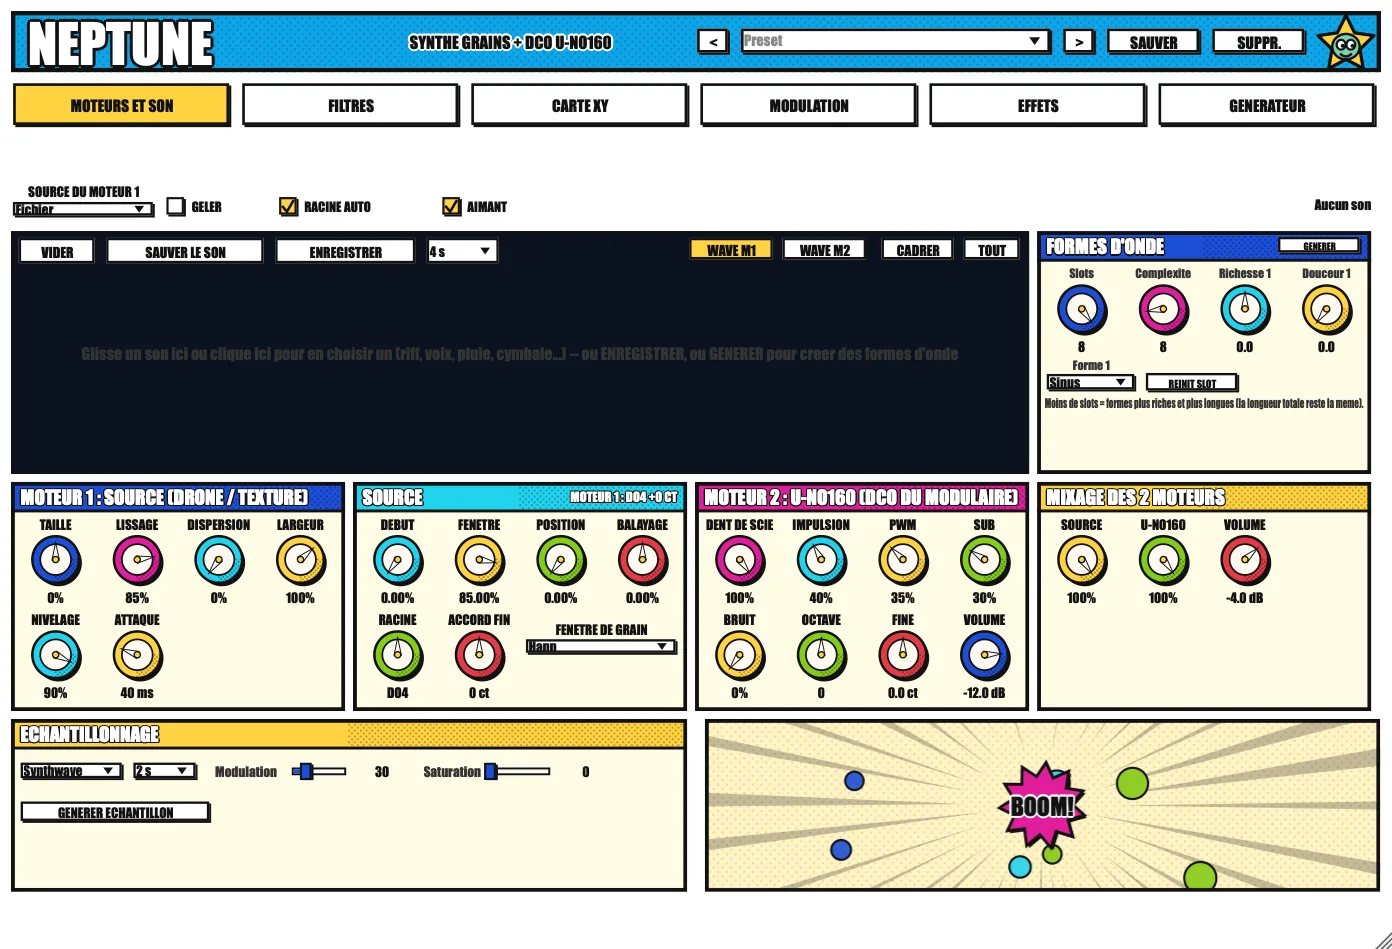 NEPTUNE
SYNTHE GRAINS + DCO U-NO160
<
Preset
>
SAUVER
SUPPR.
MOTEURS ET SON
FILTRES
CARTE XY
MODULATION
EFFETS
GENERATEUR
SOURCE DU MOTEUR 1
Fichier
GELER
RACINE AUTO
AIMANT
Aucun son
VIDER
SAUVER LE SON
ENREGISTRER
4 s
WAVE M1
WAVE M2
CADRER
TOUT
Glisse un son ici ou clique ici pour en choisir un (riff, voix, pluie, cymbale...) – ou ENREGISTRER, ou GENERER pour creer des formes d'onde
FORMES D'ONDE
GENERER
Slots Complexite Richesse 1 Douceur 1
8 8 0.0 0.0
Forme 1
Sinus
REINIT SLOT
Moins de slots = formes plus riches et plus longues (la longueur totale reste la meme).
MOTEUR 1 : SOURCE (DRONE / TEXTURE)
TAILLE LISSAGE DISPERSION LARGEUR
0% 85% 0% 100%
NIVELAGE ATTAQUE
90% 40 ms
SOURCE
MOTEUR 1 : DO4 +0 CT
DEBUT FENETRE POSITION BALAYAGE
0.00% 85.00% 0.00% 0.00%
RACINE ACCORD FIN
FENETRE DE GRAIN
Hann
DO4 0 ct
MOTEUR 2 : U-NO160 (DCO DU MODULAIRE)
DENT DE SCIE IMPULSION PWM SUB
100% 40% 35% 30%
BRUIT OCTAVE FINE VOLUME
0% 0 0.0 ct -12.0 dB
MIXAGE DES 2 MOTEURS
SOURCE U-NO160 VOLUME
100% 100% -4.0 dB
ECHANTILLONNAGE
Synthwave
2 s
Modulation 30
Saturation 0
GENERER ECHANTILLON
BOOM!